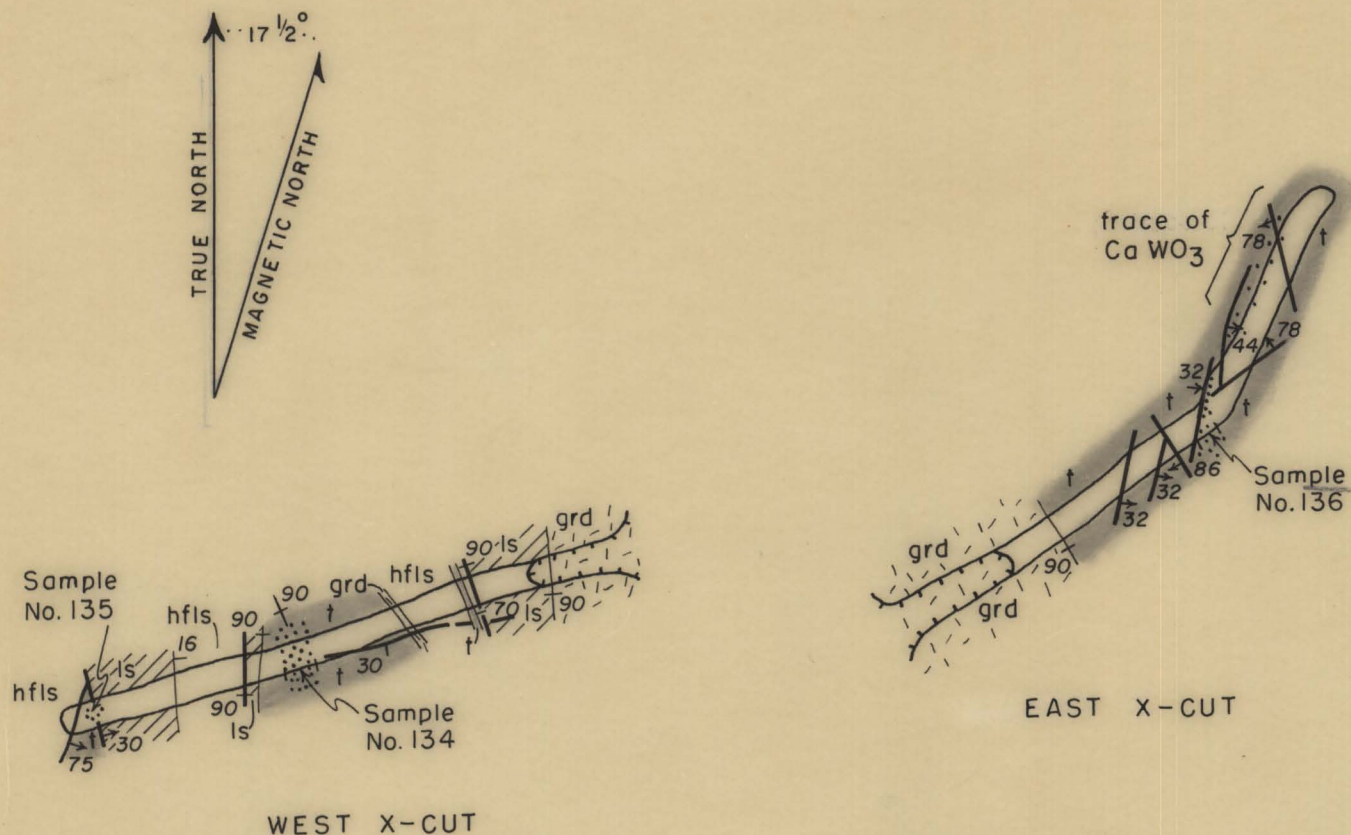 17 ½°
TRUE NORTH
MAGNETIC NORTH
trace of
Ca WO3
78
t
44
78
32
t
t
86
Sample
No. 136
t
32
32
grd
90
grd
EAST X-CUT
grd
90 ls
hfls
grd
90
t
Sample
No. 135
hfls
90
16
ls
hfls
70
ls
90
t
30
t
90
ls
Sample
No. 134
t
30
75
WEST X-CUT